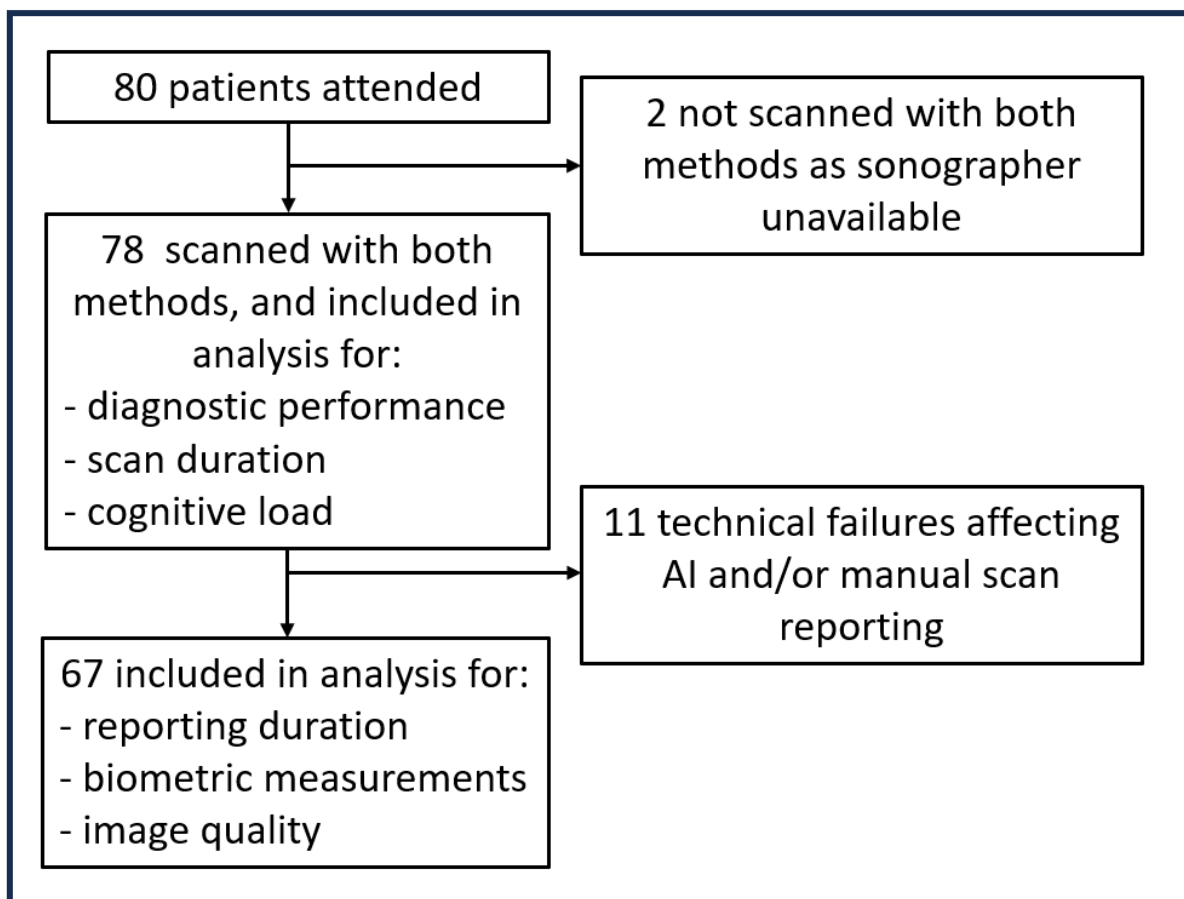 80 patients attended
2 not scanned with both
methods as sonographer
unavailable
78 scanned with both
methods, and included in
analysis for:
- diagnostic performance
- scan duration
- cognitive load
11 technical failures affecting
AI and/or manual scan
reporting
67 included in analysis for:
- reporting duration
- biometric measurements
- image quality